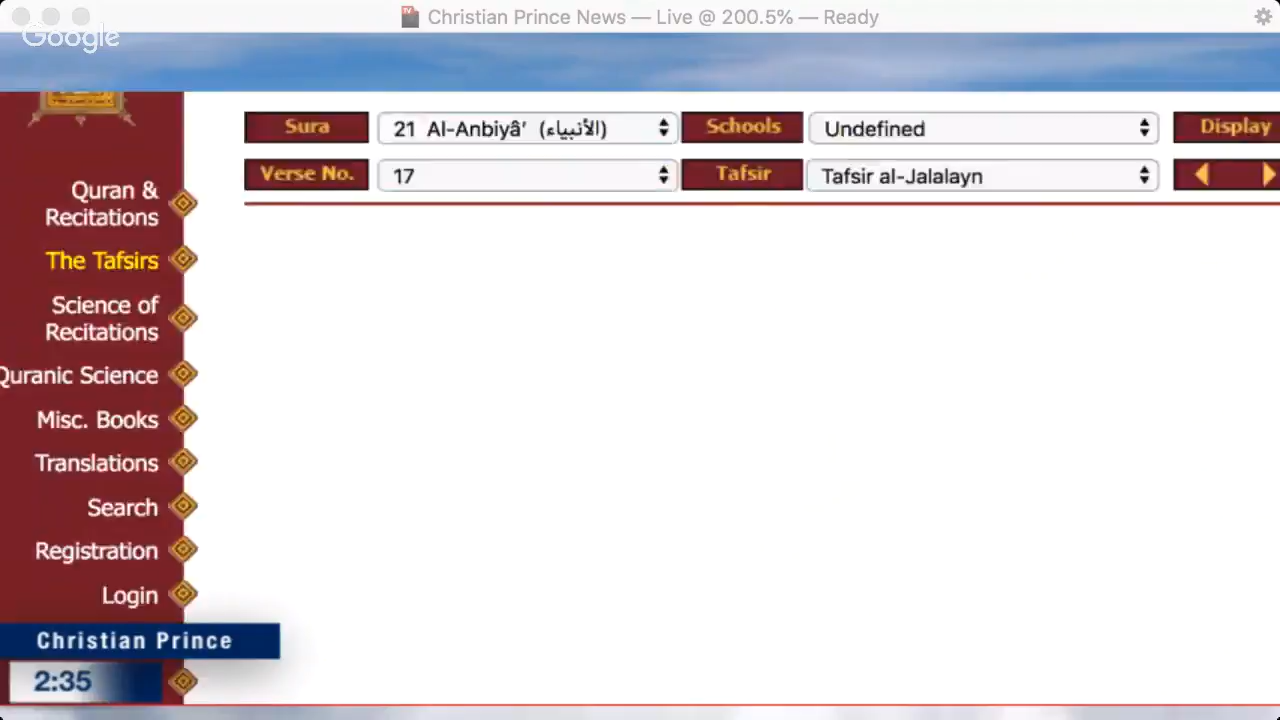 Christian Prince News — Live @ 200.5% — Ready
Google
Sura
21 Al-Anbiyâ' (الأنبياء)
Schools
Undefined
Display
Verse No.
17
Tafsir
Tafsir al-Jalalayn
Quran &
Recitations
The Tafsirs
Science of
Recitations
Quranic Science
Misc. Books
Translations
Search
Registration
Login
Christian Prince
2:35